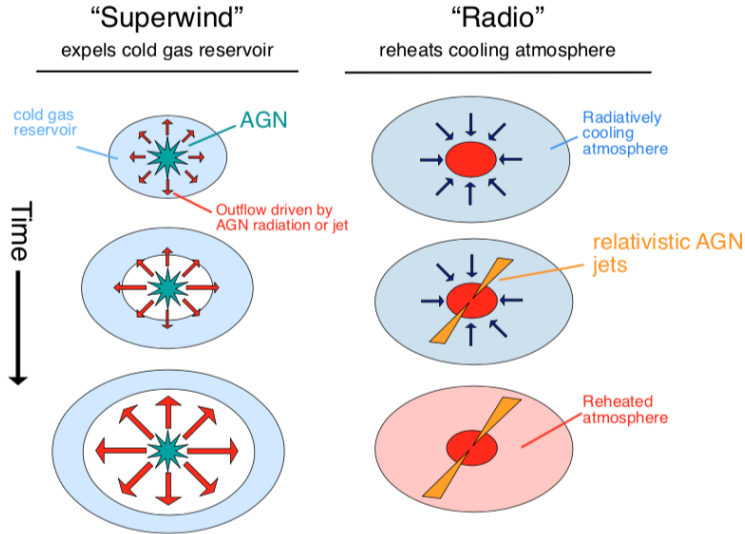 “Superwind”
expels cold gas reservoir
“Radio”
reheats cooling atmosphere
cold gas
reservoir
AGN
Outflow driven by
AGN radiation or jet
Radiatively
cooling
atmosphere
Time
relativistic AGN
jets
Reheated
atmosphere